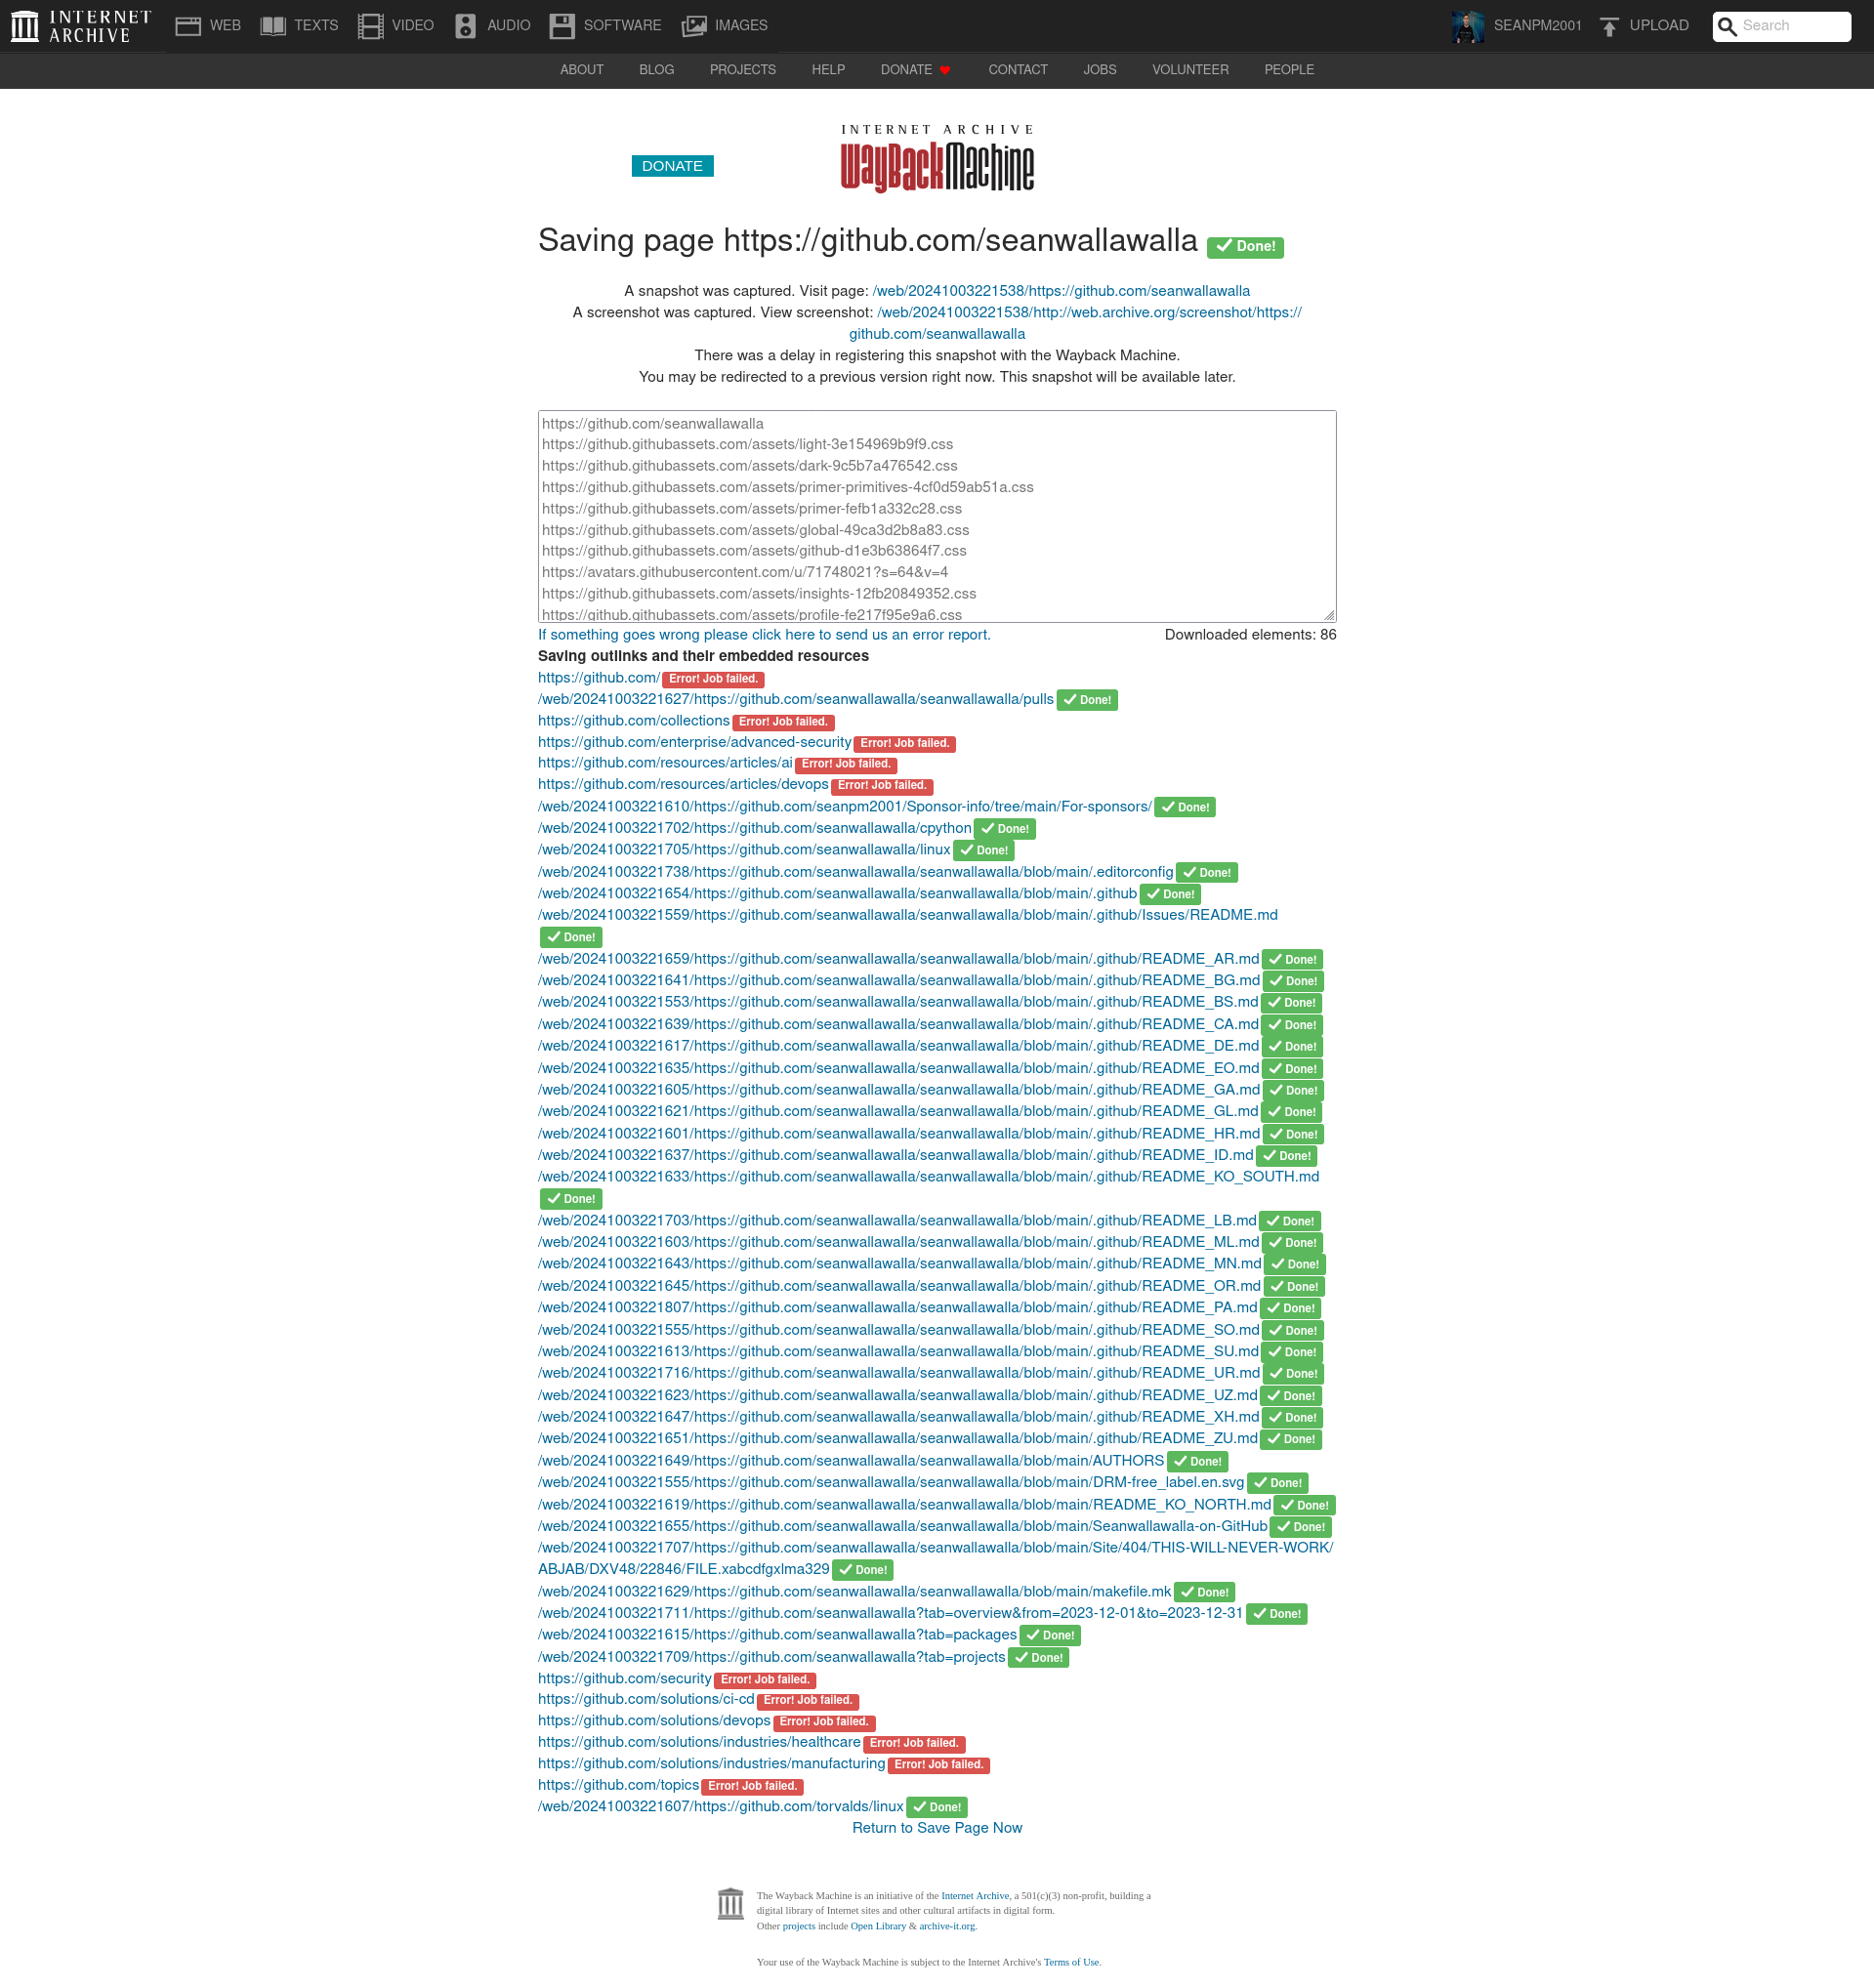 INTERNET ARCHIVE
WEB TEXTS VIDEO AUDIO SOFTWARE IMAGES SEANPM2001 UPLOAD Search
ABOUT BLOG PROJECTS HELP DONATE CONTACT JOBS VOLUNTEER PEOPLE
INTERNET ARCHIVE
DONATE WayBackMachine
Saving page https://github.com/seanwallawalla Done!
A snapshot was captured. Visit page: /web/20241003221538/https://github.com/seanwallawalla
A screenshot was captured. View screenshot: /web/20241003221538/http://web.archive.org/screenshot/https://
github.com/seanwallawalla
There was a delay in registering this snapshot with the Wayback Machine.
You may be redirected to a previous version right now. This snapshot will be available later.
https://github.com/seanwallawalla
https://github.githubassets.com/assets/light-3e154969b9f9.css
https://github.githubassets.com/assets/dark-9c5b7a476542.css
https://github.githubassets.com/assets/primer-primitives-4cf0d59ab51a.css
https://github.githubassets.com/assets/primer-fefb1a332c28.css
https://github.githubassets.com/assets/global-49ca3d2b8a83.css
https://github.githubassets.com/assets/github-d1e3b63864f7.css
https://avatars.githubusercontent.com/u/71748021?s=64&v=4
https://github.githubassets.com/assets/insights-12fb20849352.css
https://github.githubassets.com/assets/profile-fe217f95e9a6.css
If something goes wrong please click here to send us an error report. Downloaded elements: 86
Saving outlinks and their embedded resources
https://github.com/ Error! Job failed.
/web/20241003221627/https://github.com/seanwallawalla/seanwallawalla/pulls Done!
https://github.com/collections Error! Job failed.
https://github.com/enterprise/advanced-security Error! Job failed.
https://github.com/resources/articles/ai Error! Job failed.
https://github.com/resources/articles/devops Error! Job failed.
/web/20241003221610/https://github.com/seanpm2001/Sponsor-info/tree/main/For-sponsors/ Done!
/web/20241003221702/https://github.com/seanwallawalla/cpython Done!
/web/20241003221705/https://github.com/seanwallawalla/linux Done!
/web/20241003221738/https://github.com/seanwallawalla/seanwallawalla/blob/main/.editorconfig Done!
/web/20241003221654/https://github.com/seanwallawalla/seanwallawalla/blob/main/.github Done!
/web/20241003221559/https://github.com/seanwallawalla/seanwallawalla/blob/main/.github/Issues/README.md
Done!
/web/20241003221659/https://github.com/seanwallawalla/seanwallawalla/blob/main/.github/README_AR.md Done!
/web/20241003221641/https://github.com/seanwallawalla/seanwallawalla/blob/main/.github/README_BG.md Done!
/web/20241003221553/https://github.com/seanwallawalla/seanwallawalla/blob/main/.github/README_BS.md Done!
/web/20241003221639/https://github.com/seanwallawalla/seanwallawalla/blob/main/.github/README_CA.md Done!
/web/20241003221617/https://github.com/seanwallawalla/seanwallawalla/blob/main/.github/README_DE.md Done!
/web/20241003221635/https://github.com/seanwallawalla/seanwallawalla/blob/main/.github/README_EO.md Done!
/web/20241003221605/https://github.com/seanwallawalla/seanwallawalla/blob/main/.github/README_GA.md Done!
/web/20241003221621/https://github.com/seanwallawalla/seanwallawalla/blob/main/.github/README_GL.md Done!
/web/20241003221601/https://github.com/seanwallawalla/seanwallawalla/blob/main/.github/README_HR.md Done!
/web/20241003221637/https://github.com/seanwallawalla/seanwallawalla/blob/main/.github/README_ID.md Done!
/web/20241003221633/https://github.com/seanwallawalla/seanwallawalla/blob/main/.github/README_KO_SOUTH.md
Done!
/web/20241003221703/https://github.com/seanwallawalla/seanwallawalla/blob/main/.github/README_LB.md Done!
/web/20241003221603/https://github.com/seanwallawalla/seanwallawalla/blob/main/.github/README_ML.md Done!
/web/20241003221643/https://github.com/seanwallawalla/seanwallawalla/blob/main/.github/README_MN.md Done!
/web/20241003221645/https://github.com/seanwallawalla/seanwallawalla/blob/main/.github/README_OR.md Done!
/web/20241003221807/https://github.com/seanwallawalla/seanwallawalla/blob/main/.github/README_PA.md Done!
/web/20241003221555/https://github.com/seanwallawalla/seanwallawalla/blob/main/.github/README_SO.md Done!
/web/20241003221613/https://github.com/seanwallawalla/seanwallawalla/blob/main/.github/README_SU.md Done!
/web/20241003221716/https://github.com/seanwallawalla/seanwallawalla/blob/main/.github/README_UR.md Done!
/web/20241003221623/https://github.com/seanwallawalla/seanwallawalla/blob/main/.github/README_UZ.md Done!
/web/20241003221647/https://github.com/seanwallawalla/seanwallawalla/blob/main/.github/README_XH.md Done!
/web/20241003221651/https://github.com/seanwallawalla/seanwallawalla/blob/main/.github/README_ZU.md Done!
/web/20241003221649/https://github.com/seanwallawalla/seanwallawalla/blob/main/AUTHORS Done!
/web/20241003221555/https://github.com/seanwallawalla/seanwallawalla/blob/main/DRM-free_label.en.svg Done!
/web/20241003221619/https://github.com/seanwallawalla/seanwallawalla/blob/main/README_KO_NORTH.md Done!
/web/20241003221655/https://github.com/seanwallawalla/seanwallawalla/blob/main/Seanwallawalla-on-GitHub Done!
/web/20241003221707/https://github.com/seanwallawalla/seanwallawalla/blob/main/Site/404/THIS-WILL-NEVER-WORK/
ABJAB/DXV48/22846/FILE.xabcdfgxlma329 Done!
/web/20241003221629/https://github.com/seanwallawalla/seanwallawalla/blob/main/makefile.mk Done!
/web/20241003221711/https://github.com/seanwallawalla?tab=overview&from=2023-12-01&to=2023-12-31 Done!
/web/20241003221615/https://github.com/seanwallawalla?tab=packages Done!
/web/20241003221709/https://github.com/seanwallawalla?tab=projects Done!
https://github.com/security Error! Job failed.
https://github.com/solutions/ci-cd Error! Job failed.
https://github.com/solutions/devops Error! Job failed.
https://github.com/solutions/industries/healthcare Error! Job failed.
https://github.com/solutions/industries/manufacturing Error! Job failed.
https://github.com/topics Error! Job failed.
/web/20241003221607/https://github.com/torvalds/linux Done!
Return to Save Page Now
The Wayback Machine is an initiative of the Internet Archive, a 501(c)(3) non-profit, building a
digital library of Internet sites and other cultural artifacts in digital form.
Other projects include Open Library & archive-it.org.
Your use of the Wayback Machine is subject to the Internet Archive's Terms of Use.